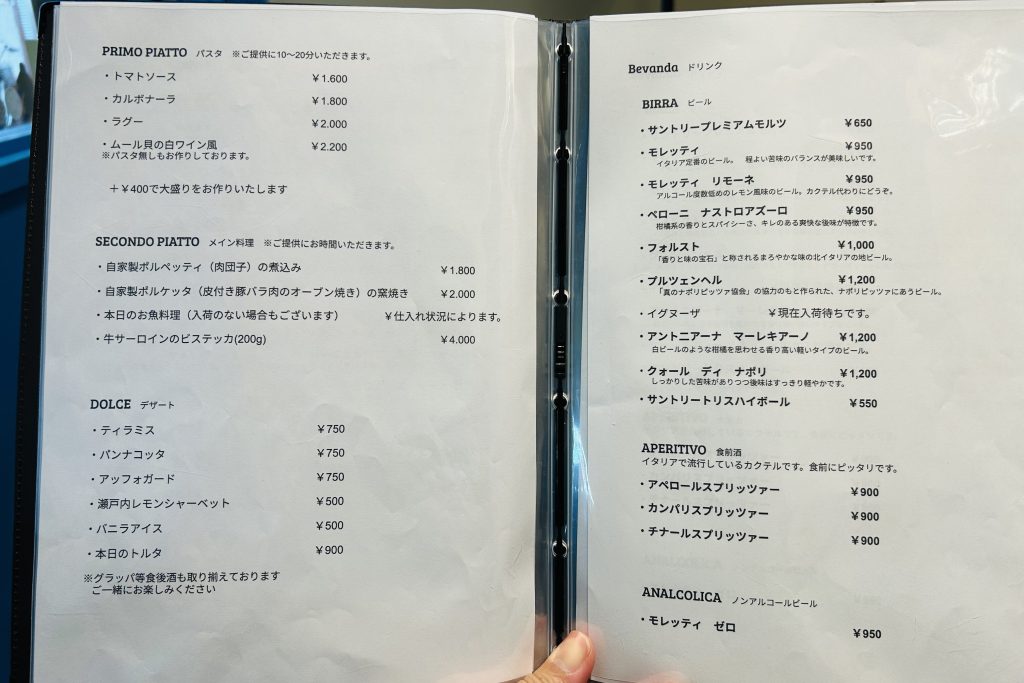 PRIMO PIATTO パスタ ※ご提供に10〜20分いただきます。
・トマトソース ¥1.600
・カルボナーラ ¥1.800
・ラグー ¥2.000
・ムール貝の白ワイン風 ¥2.200
※パスタ無しもお作りしております。
＋¥400で大盛りをお作りいたします
SECONDO PIATTO メイン料理 ※ご提供にお時間いただきます。
・自家製ポルペッティ（肉団子）の煮込み ¥1.800
・自家製ポルケッタ（皮付き豚バラ肉のオーブン焼き）の窯焼き ¥2.000
・本日のお魚料理（入荷のない場合もございます） ¥仕入れ状況によります。
・牛サーロインのビステッカ(200g) ¥4.000
DOLCE デザート
・ティラミス ¥750
・パンナコッタ ¥750
・アッフォガード ¥750
・瀬戸内レモンシャーベット ¥500
・バニラアイス ¥500
・本日のトルタ ¥900
※グラッパ等食後酒も取り揃えております
ご一緒にお楽しみください
Bevanda ドリンク
BIRRA ビール
・サントリープレミアムモルツ ¥650
・モレッティ ¥950
イタリア定番のビール。 程よい苦味のバランスが美味しいです。
・モレッティ リモーネ ¥950
アルコール度数低めのレモン風味のビール。カクテル代わりにどうぞ。
・ペローニ ナストロアズーロ ¥950
柑橘系の香りとスパイシーさ、キレのある爽快な後味が特徴です。
・フォルスト ¥1,000
「香りと味の宝石」と称されるまろやかな味の北イタリアの地ビール。
・プルツェンヘル ¥1,200
「真のナポリピッツァ協会」の協力のもと作られた、ナポリピッツァにあうビール。
・イグヌーザ ¥現在入荷待ちです。
・アントニアーナ マーレキアーノ ¥1,200
白ビールのような柑橘を思わせる香り高い軽いタイプのビール。
・クォール ディ ナポリ ¥1,200
しっかりした苦味がありつつ後味はすっきり軽やかです。
・サントリートリスハイボール ¥550
APERITIVO 食前酒
イタリアで流行しているカクテルです。食前にピッタリです。
・アペロールスプリッツァー ¥900
・カンパリスプリッツァー ¥900
・チナールスプリッツァー ¥900
ANALCOLICA ノンアルコールビール
・モレッティ ゼロ ¥950